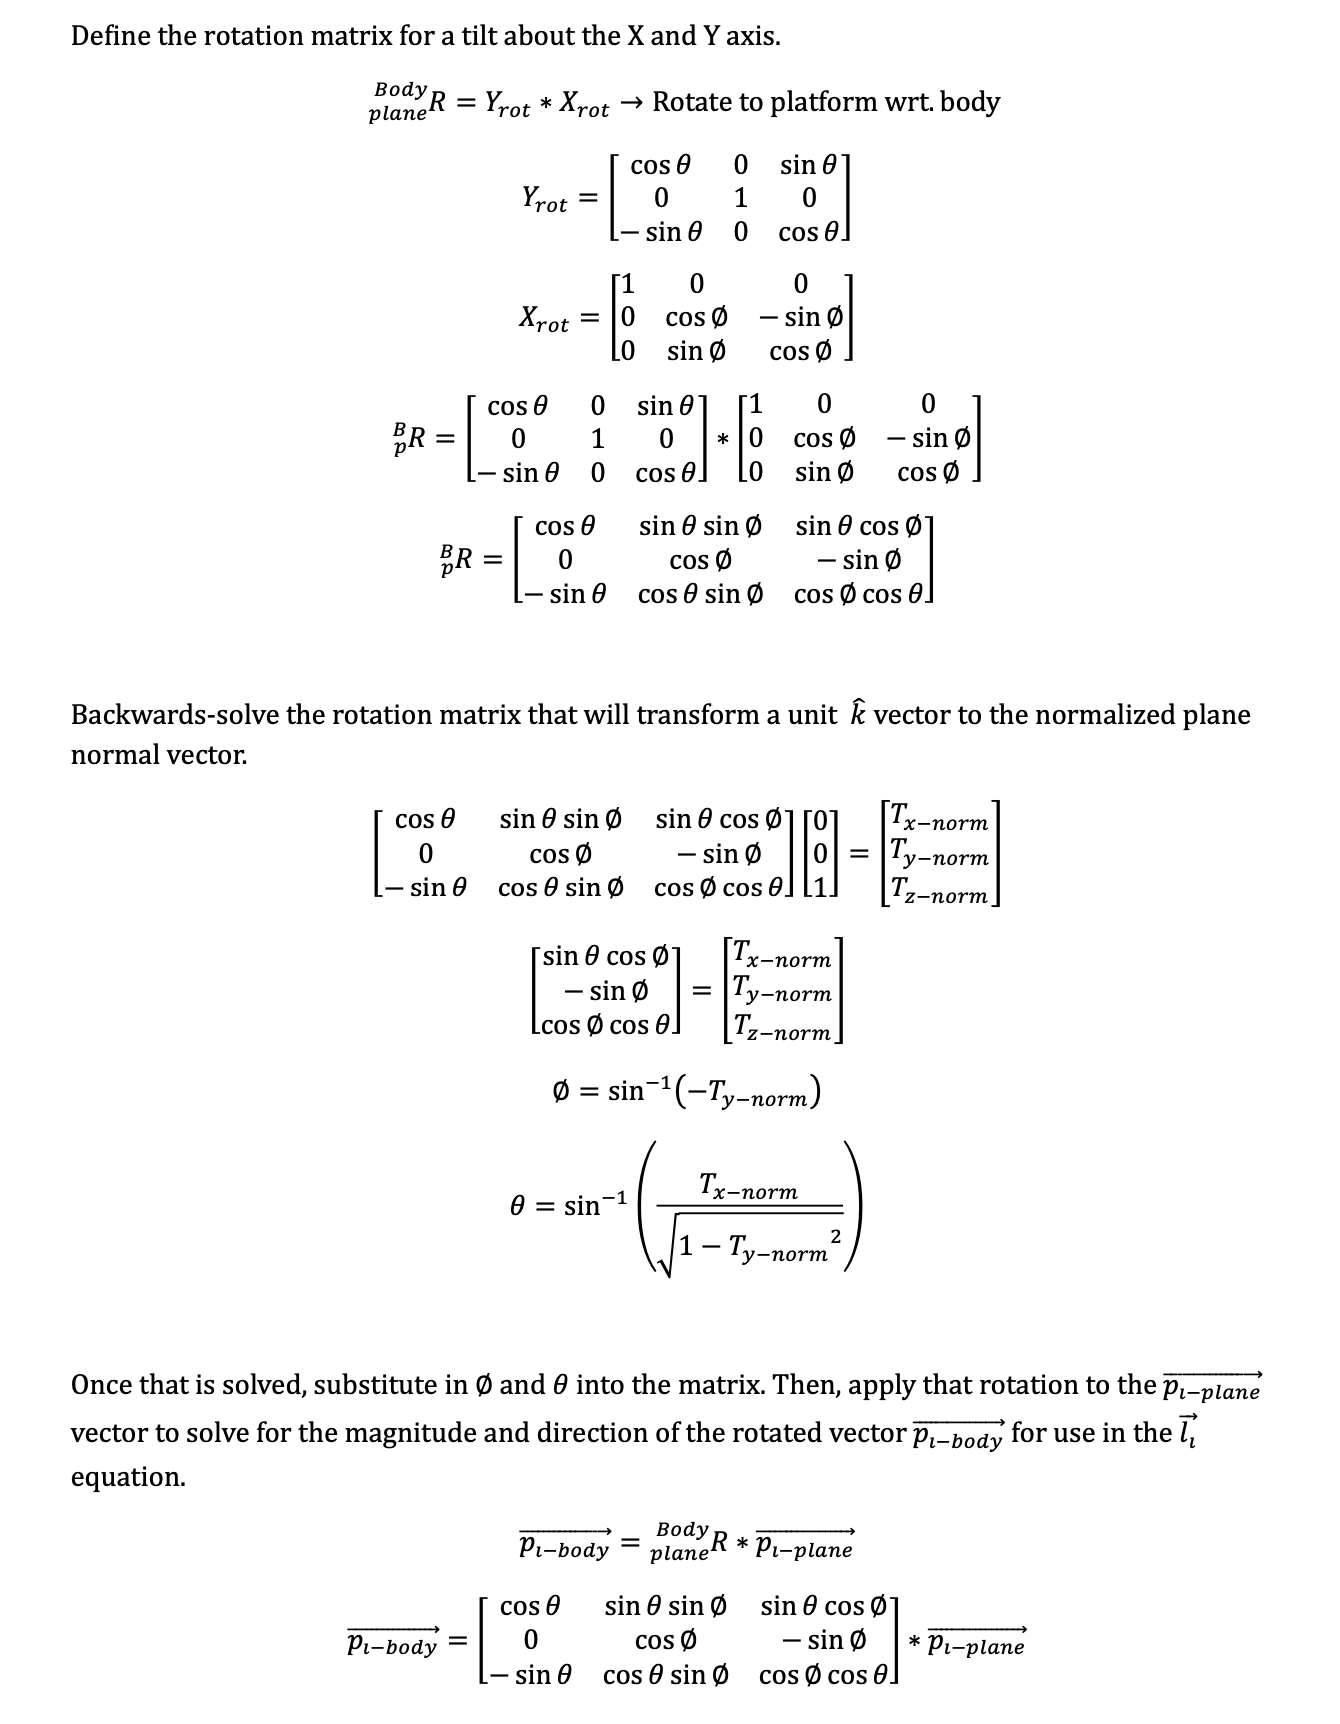 Define the rotation matrix for a tilt about the X and Y axis.
$^{Body}_{plane}R = Y_{rot} * X_{rot} \rightarrow$ Rotate to platform wrt. body
$Y_{rot} = \begin{bmatrix} \cos\theta & 0 & \sin\theta \\ 0 & 1 & 0 \\ -\sin\theta & 0 & \cos\theta \end{bmatrix}$
$X_{rot} = \begin{bmatrix} 1 & 0 & 0 \\ 0 & \cos\emptyset & -\sin\emptyset \\ 0 & \sin\emptyset & \cos\emptyset \end{bmatrix}$
$^{B}_{p}R = \begin{bmatrix} \cos\theta & 0 & \sin\theta \\ 0 & 1 & 0 \\ -\sin\theta & 0 & \cos\theta \end{bmatrix} * \begin{bmatrix} 1 & 0 & 0 \\ 0 & \cos\emptyset & -\sin\emptyset \\ 0 & \sin\emptyset & \cos\emptyset \end{bmatrix}$
$^{B}_{p}R = \begin{bmatrix} \cos\theta & \sin\theta\sin\emptyset & \sin\theta\cos\emptyset \\ 0 & \cos\emptyset & -\sin\emptyset \\ -\sin\theta & \cos\theta\sin\emptyset & \cos\emptyset\cos\theta \end{bmatrix}$
Backwards-solve the rotation matrix that will transform a unit $\hat{k}$ vector to the normalized plane
normal vector.
$\begin{bmatrix} \cos\theta & \sin\theta\sin\emptyset & \sin\theta\cos\emptyset \\ 0 & \cos\emptyset & -\sin\emptyset \\ -\sin\theta & \cos\theta\sin\emptyset & \cos\emptyset\cos\theta \end{bmatrix} \begin{bmatrix} 0 \\ 0 \\ 1 \end{bmatrix} = \begin{bmatrix} T_{x-norm} \\ T_{y-norm} \\ T_{z-norm} \end{bmatrix}$
$\begin{bmatrix} \sin\theta\cos\emptyset \\ -\sin\emptyset \\ \cos\emptyset\cos\theta \end{bmatrix} = \begin{bmatrix} T_{x-norm} \\ T_{y-norm} \\ T_{z-norm} \end{bmatrix}$
$\emptyset = \sin^{-1}(-T_{y-norm})$
$\theta = \sin^{-1}\left(\frac{T_{x-norm}}{\sqrt{1 - {T_{y-norm}}^2}}\right)$
Once that is solved, substitute in $\emptyset$ and $\theta$ into the matrix. Then, apply that rotation to the $\overrightarrow{p_{i-plane}}$
vector to solve for the magnitude and direction of the rotated vector $\overrightarrow{p_{i-body}}$ for use in the $\vec{l_i}$
equation.
$\overrightarrow{p_{i-body}} = {}^{Body}_{plane}R * \overrightarrow{p_{i-plane}}$
$\overrightarrow{p_{i-body}} = \begin{bmatrix} \cos\theta & \sin\theta\sin\emptyset & \sin\theta\cos\emptyset \\ 0 & \cos\emptyset & -\sin\emptyset \\ -\sin\theta & \cos\theta\sin\emptyset & \cos\emptyset\cos\theta \end{bmatrix} * \overrightarrow{p_{i-plane}}$